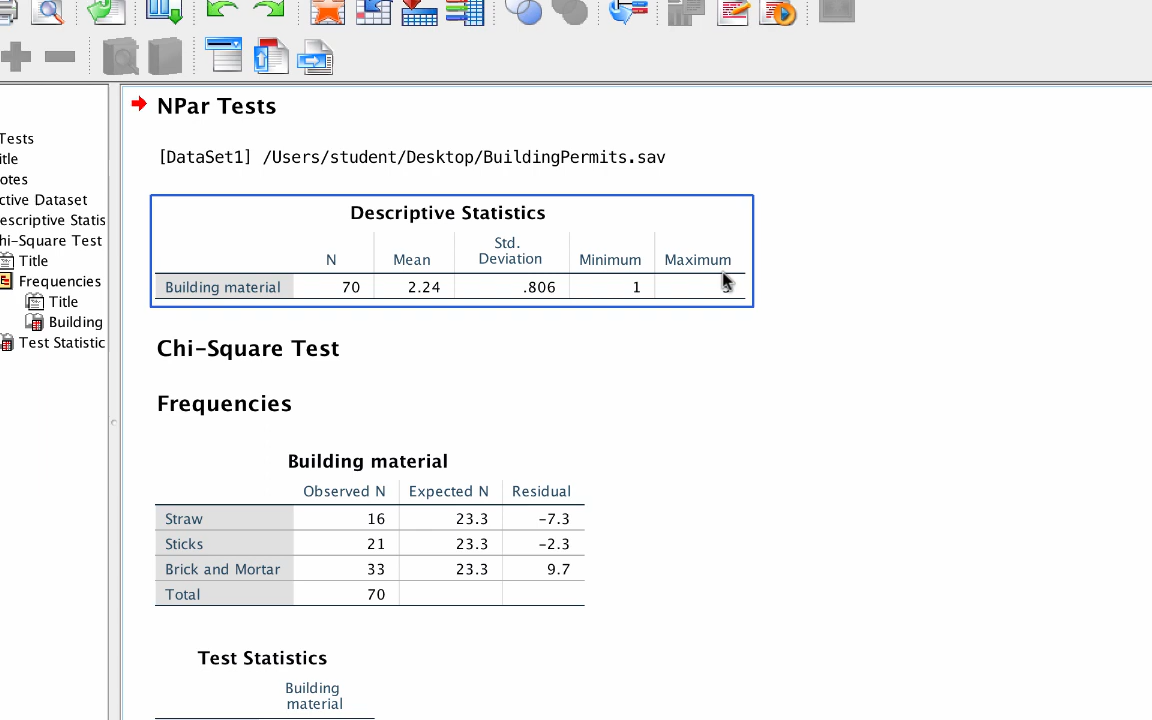 NPar Tests
[DataSet1] /Users/student/Desktop/BuildingPermits.sav
Tests
itle
otes
ctive Dataset
escriptive Statis
hi-Square Test
Title
Frequencies
Title
Building
Test Statistic
Descriptive Statistics
N Mean Std. Deviation Minimum Maximum
Building material 70 2.24 .806 1
Chi-Square Test
Frequencies
Building material
Observed N Expected N Residual
Straw 16 23.3 -7.3
Sticks 21 23.3 -2.3
Brick and Mortar 33 23.3 9.7
Total 70
Test Statistics
Building
material